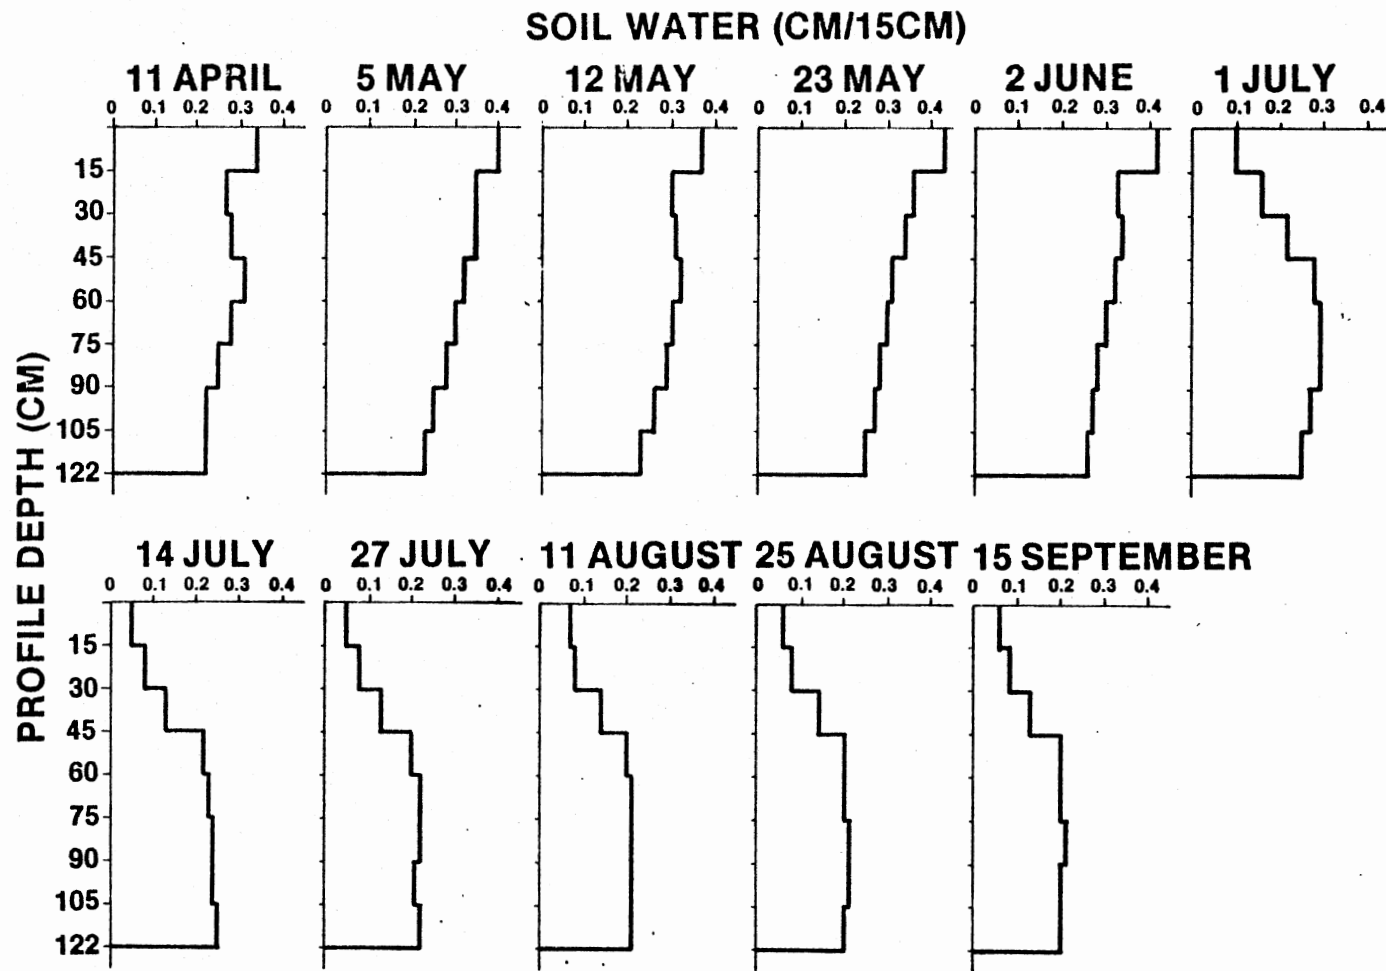 SOIL WATER (CM/15CM)
11 APRIL 5 MAY 12 MAY 23 MAY 2 JUNE 1 JULY
0 0.1 0.2 0.3 0.4 0 0.1 0.2 0.3 0.4 0 0.1 0.2 0.3 0.4 0 0.1 0.2 0.3 0.4 0 0.1 0.2 0.3 0.4 0 0.1 0.2 0.3 0.4
15
30
45
60
75
90
105
122
PROFILE DEPTH (CM)
14 JULY 27 JULY 11 AUGUST 25 AUGUST 15 SEPTEMBER
0 0.1 0.2 0.3 0.4 0 0.1 0.2 0.3 0.4 0 0.1 0.2 0.3 0.4 0 0.1 0.2 0.3 0.4 0 0.1 0.2 0.3 0.4
15
30
45
60
75
90
105
122